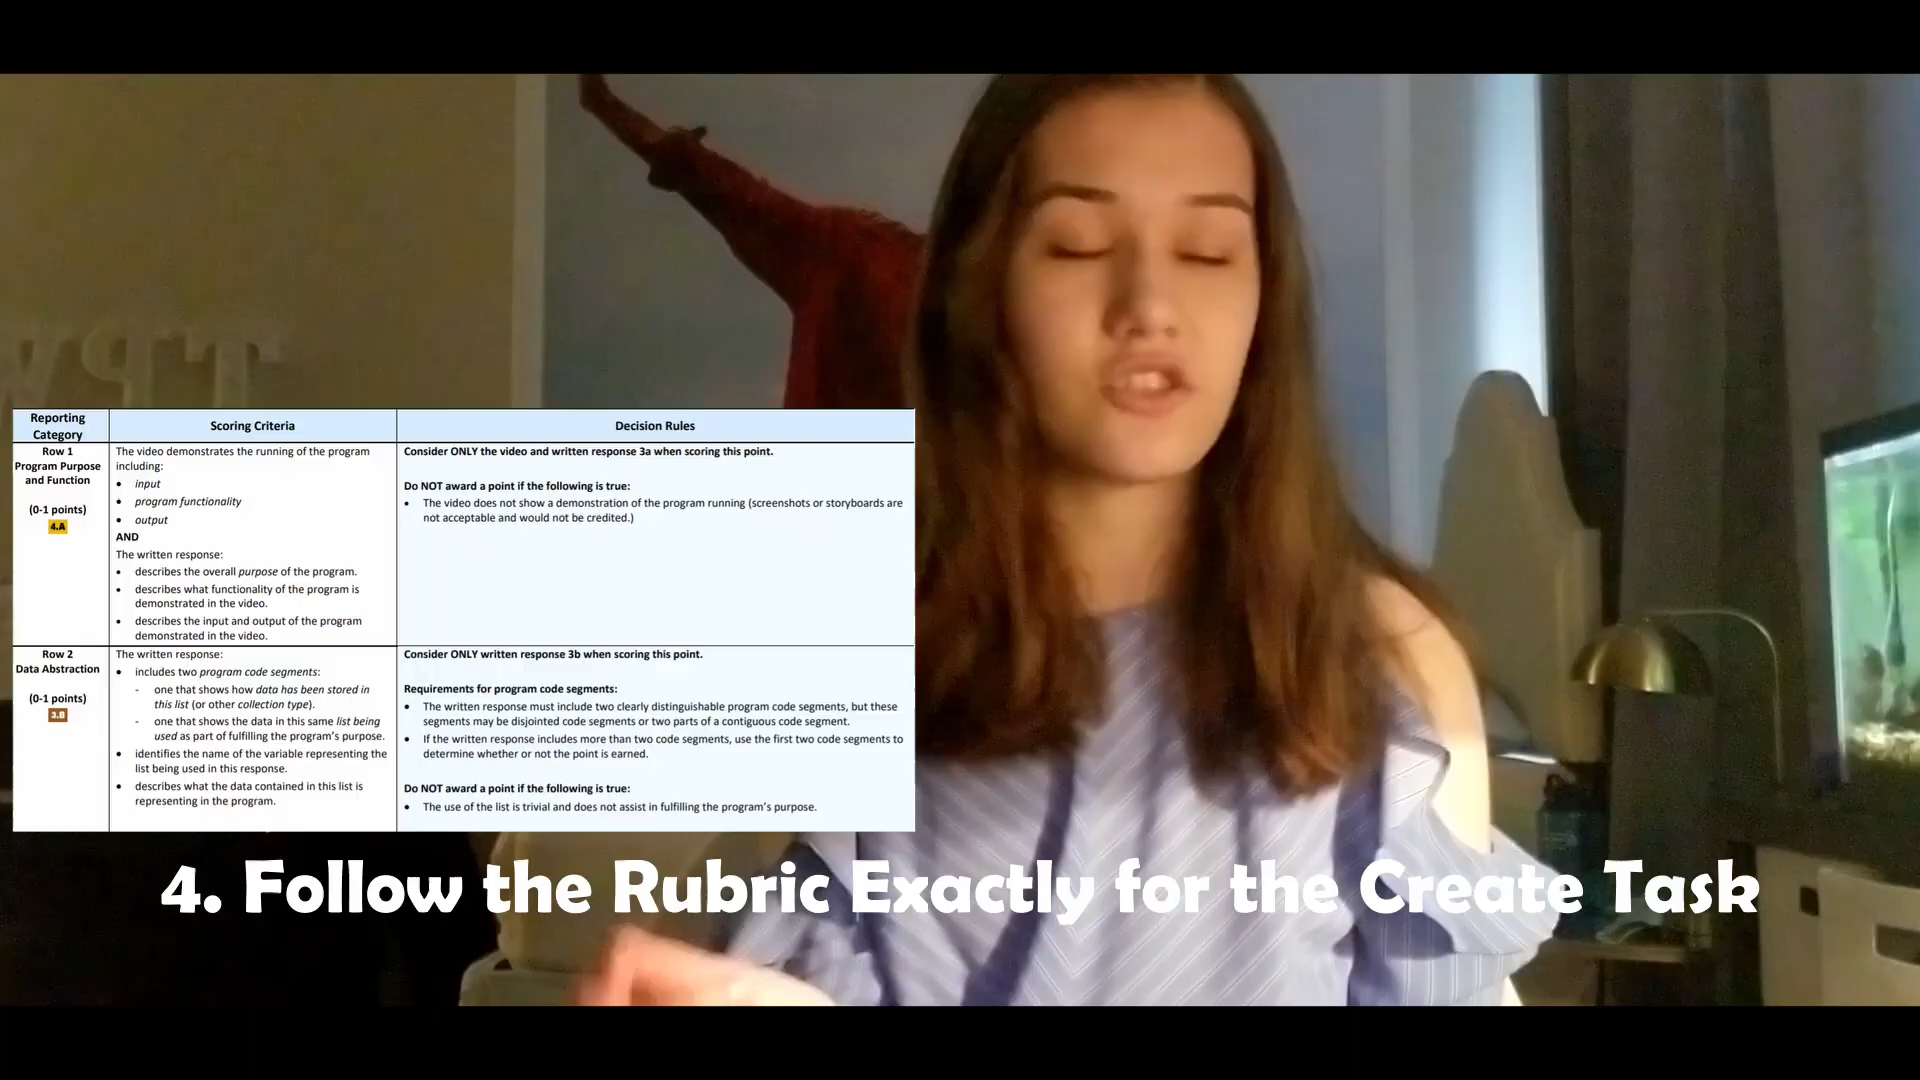 TPW
Reporting
Category
Scoring Criteria
Decision Rules
Row 1
Program Purpose
and Function
(0-1 points)
4.A
The video demonstrates the running of the program
including:
• input
• program functionality
• output
AND
The written response:
• describes the overall purpose of the program.
• describes what functionality of the program is
demonstrated in the video.
• describes the input and output of the program
demonstrated in the video.
Consider ONLY the video and written response 3a when scoring this point.
Do NOT award a point if the following is true:
• The video does not show a demonstration of the program running (screenshots or storyboards are
not acceptable and would not be credited.)
Row 2
Data Abstraction
(0-1 points)
3.B
The written response:
• includes two program code segments:
- one that shows how data has been stored in
this list (or other collection type).
- one that shows the data in this same list being
used as part of fulfilling the program's purpose.
• identifies the name of the variable representing the
list being used in this response.
• describes what the data contained in this list is
representing in the program.
Consider ONLY written response 3b when scoring this point.
Requirements for program code segments:
• The written response must include two clearly distinguishable program code segments, but these
segments may be disjointed code segments or two parts of a contiguous code segment.
• If the written response includes more than two code segments, use the first two code segments to
determine whether or not the point is earned.
Do NOT award a point if the following is true:
• The use of the list is trivial and does not assist in fulfilling the program's purpose.
4. Follow the Rubric Exactly for the Create Task